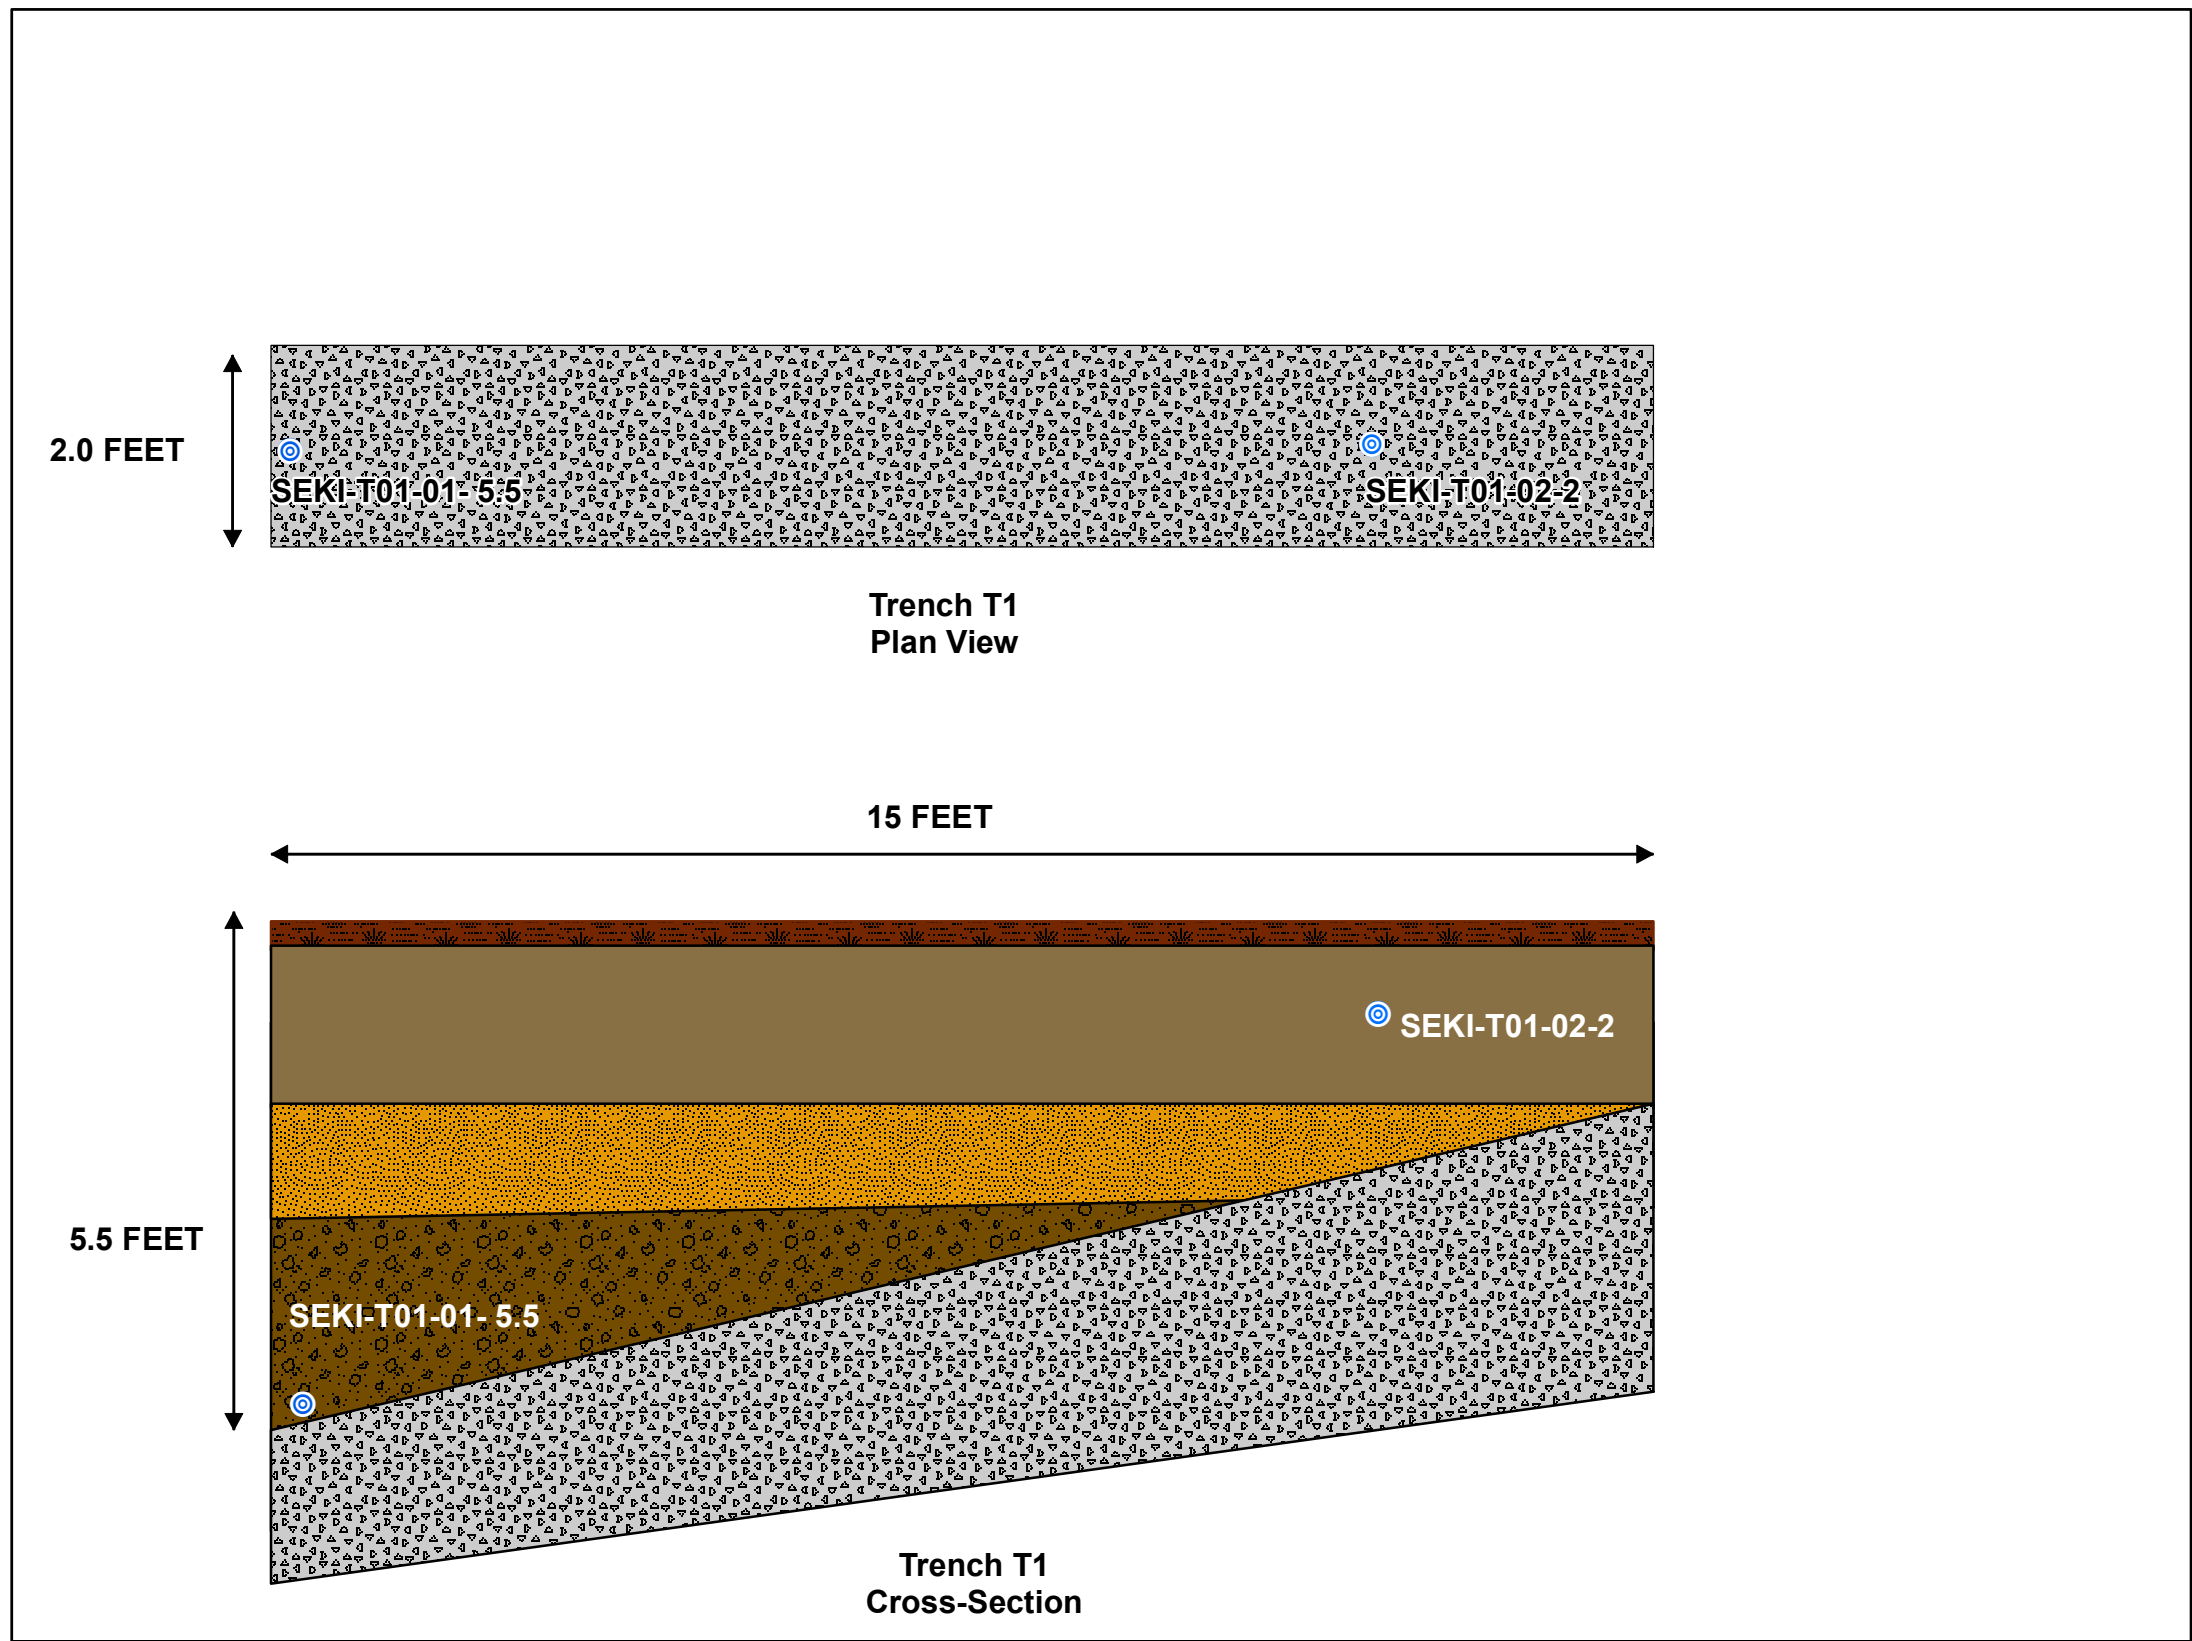 2.0 FEET
SEKI-T01-01- 5.5
SEKI-T01-02-2
Trench T1
Plan View
15 FEET
SEKI-T01-02-2
5.5 FEET
SEKI-T01-01- 5.5
Trench T1
Cross-Section